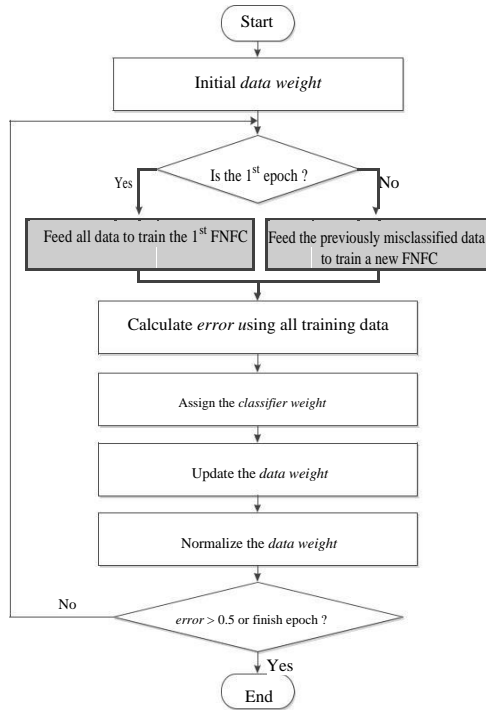 Start
Initial data weight
Is the 1st epoch ?
Yes
No
Feed all data to train the 1st FNFC
Feed the previously misclassified data
to train a new FNFC
Calculate error using all training data
Assign the classifier weight
Update the data weight
Normalize the data weight
No
error > 0.5 or finish epoch ?
Yes
End